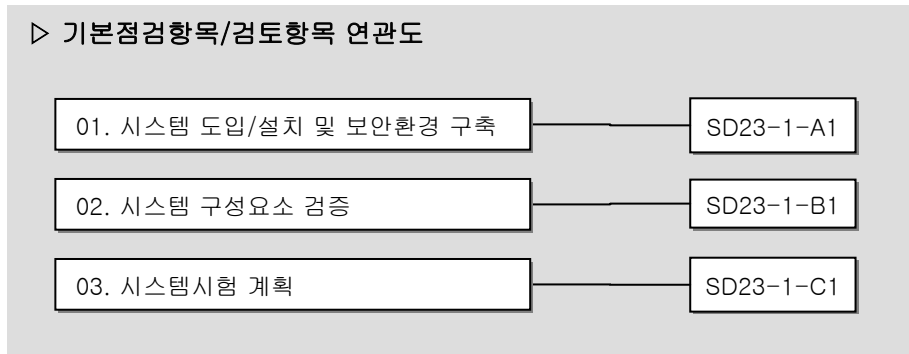 ▷ 기본점검항목/검토항목 연관도
01. 시스템 도입/설치 및 보안환경 구축
SD23-1-A1
02. 시스템 구성요소 검증
SD23-1-B1
03. 시스템시험 계획
SD23-1-C1